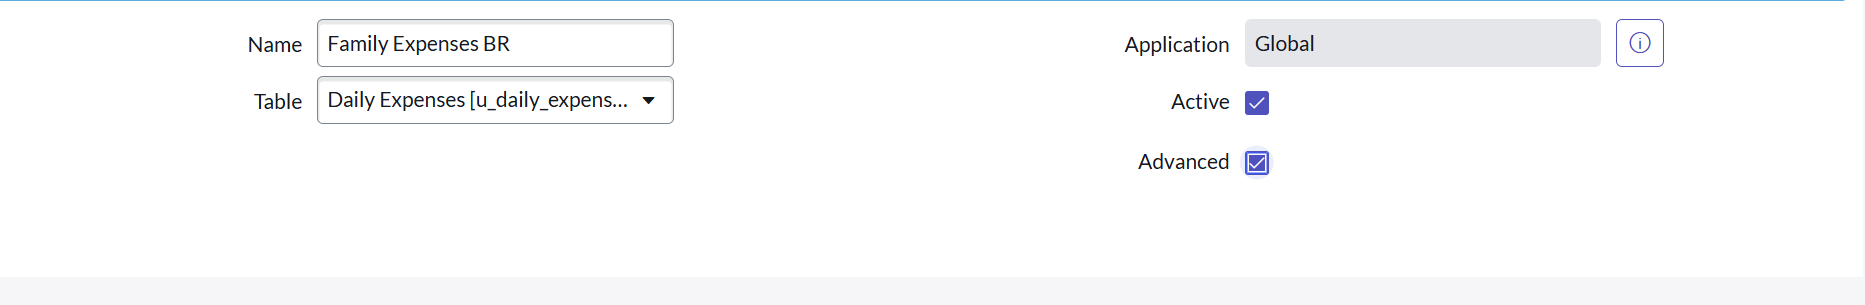 Name Family Expenses BR
Application Global
Table Daily Expenses [u_daily_expens...
Active
Advanced